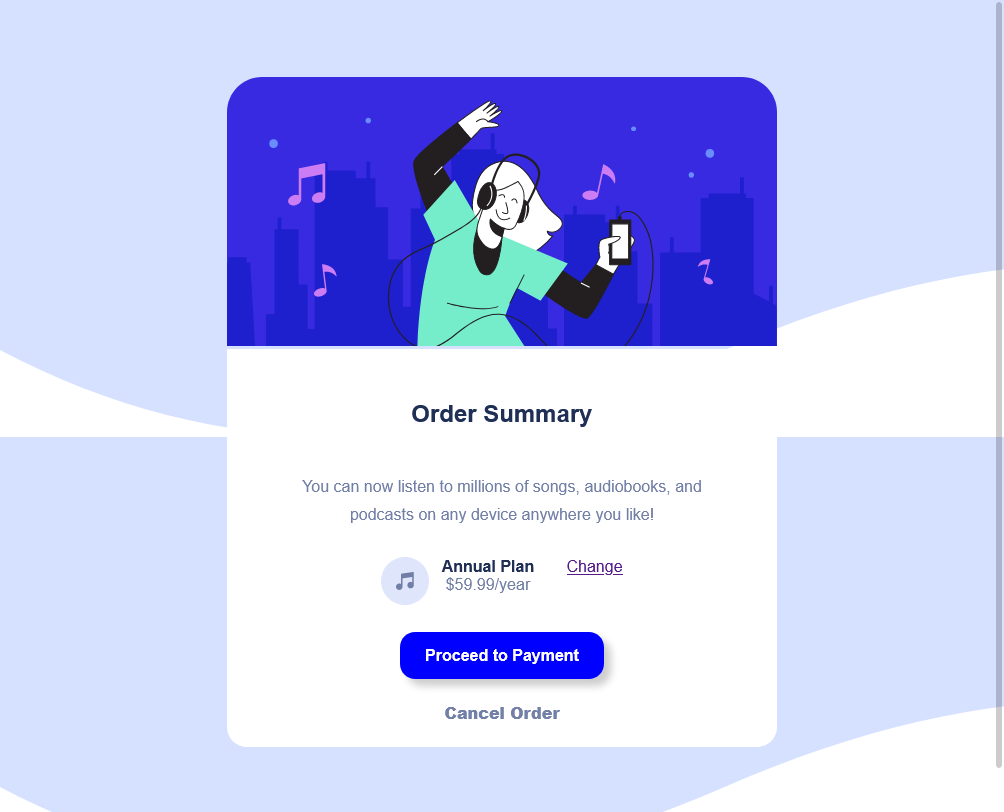 Order Summary
You can now listen to millions of songs, audiobooks, and
podcasts on any device anywhere you like!
Annual Plan
Change
$59.99/year
Proceed to Payment
Cancel Order